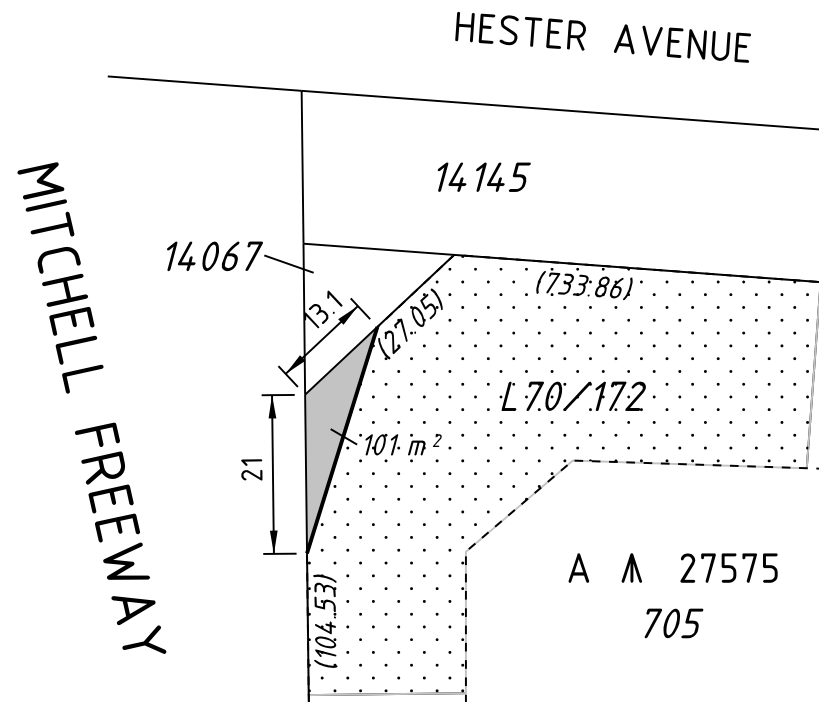 HESTER AVENUE
14145
MITCHELL FREEWAY
14067
(733.86)
13.1
(27.05)
L70/172
101 m²
21
A 27575
705
(104.53)